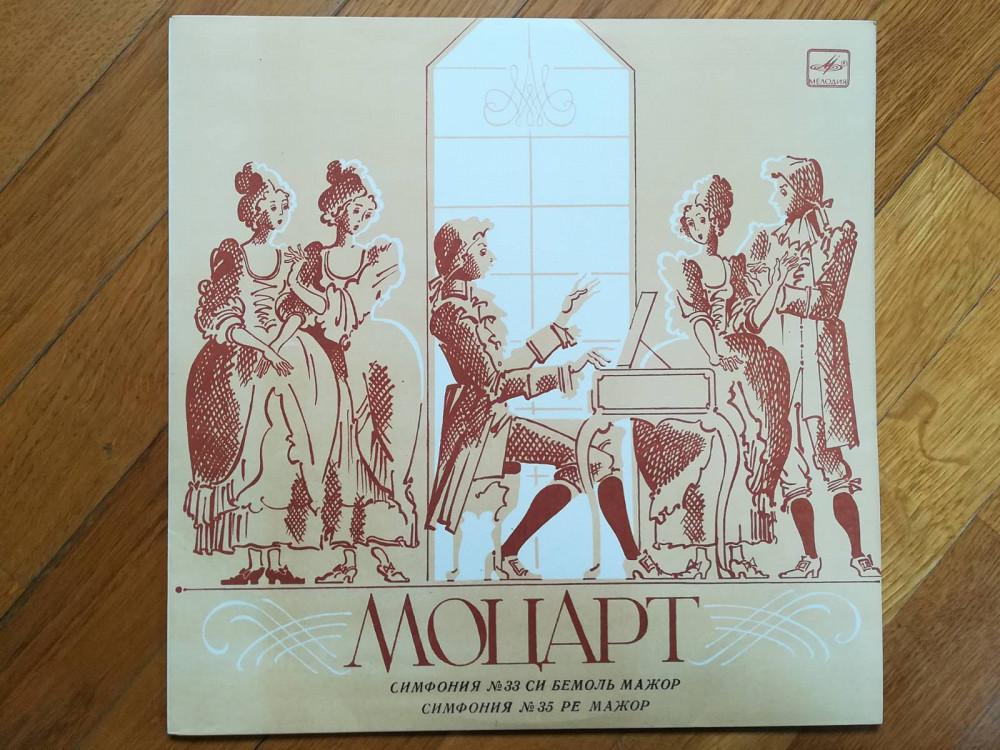 МЕЛОДИЯ
МОЦАРТ
СИМФОНИЯ №33 СИ БЕМОЛЬ МАЖОР
СИМФОНИЯ №35 РЕ МАЖОР